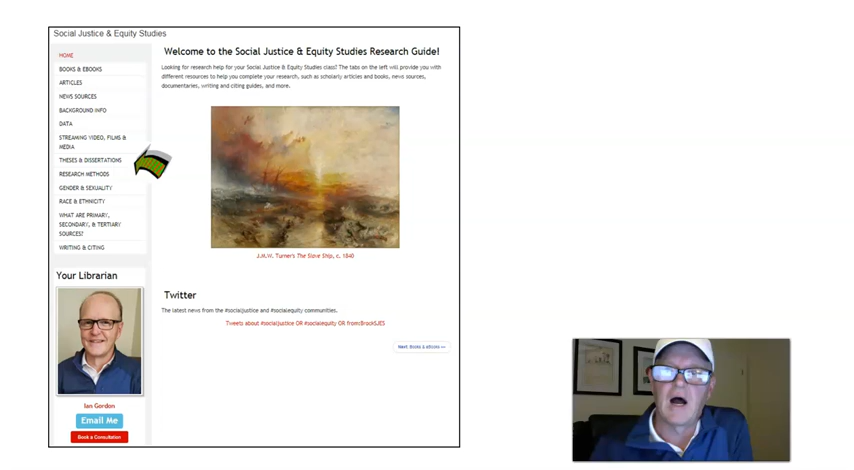 Social Justice & Equity Studies
HOME
BOOKS & EBOOKS
ARTICLES
NEWS SOURCES
BACKGROUND INFO
DATA
STREAMING VIDEO, FILMS &
MEDIA
THESES & DISSERTATIONS
RESEARCH METHODS
GENDER & SEXUALITY
RACE & ETHNICITY
WHAT ARE PRIMARY,
SECONDARY, & TERTIARY
SOURCES?
WRITING & CITING
Your Librarian
Ian Gordon
Email Me
Book a Consultation
Welcome to the Social Justice & Equity Studies Research Guide!
Looking for research help for your Social Justice & Equity Studies class? The tabs on the left will provide you with
different resources to help you complete your research, such as scholarly articles and books, news sources,
documentaries, writing and citing guides, and more.
J.M.W. Turner's The Slave Ship, c. 1840
Twitter
The latest news from the #socialjustice and #socialequity communities.
Tweets about #socialjustice OR #socialequity OR from:BrockSJES
Next: Books & eBooks >>